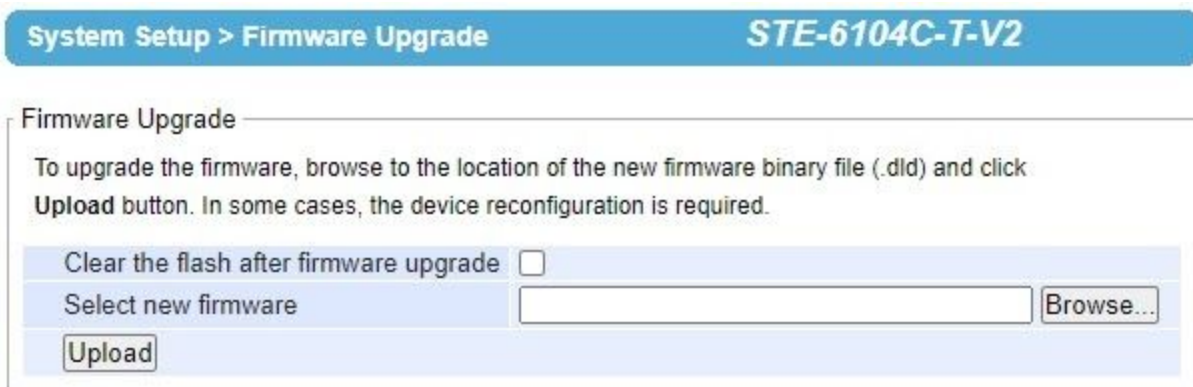 System Setup > Firmware Upgrade STE-6104C-T-V2
Firmware Upgrade
To upgrade the firmware, browse to the location of the new firmware binary file (.dld) and click
Upload button. In some cases, the device reconfiguration is required.
Clear the flash after firmware upgrade
Select new firmware Browse...
Upload